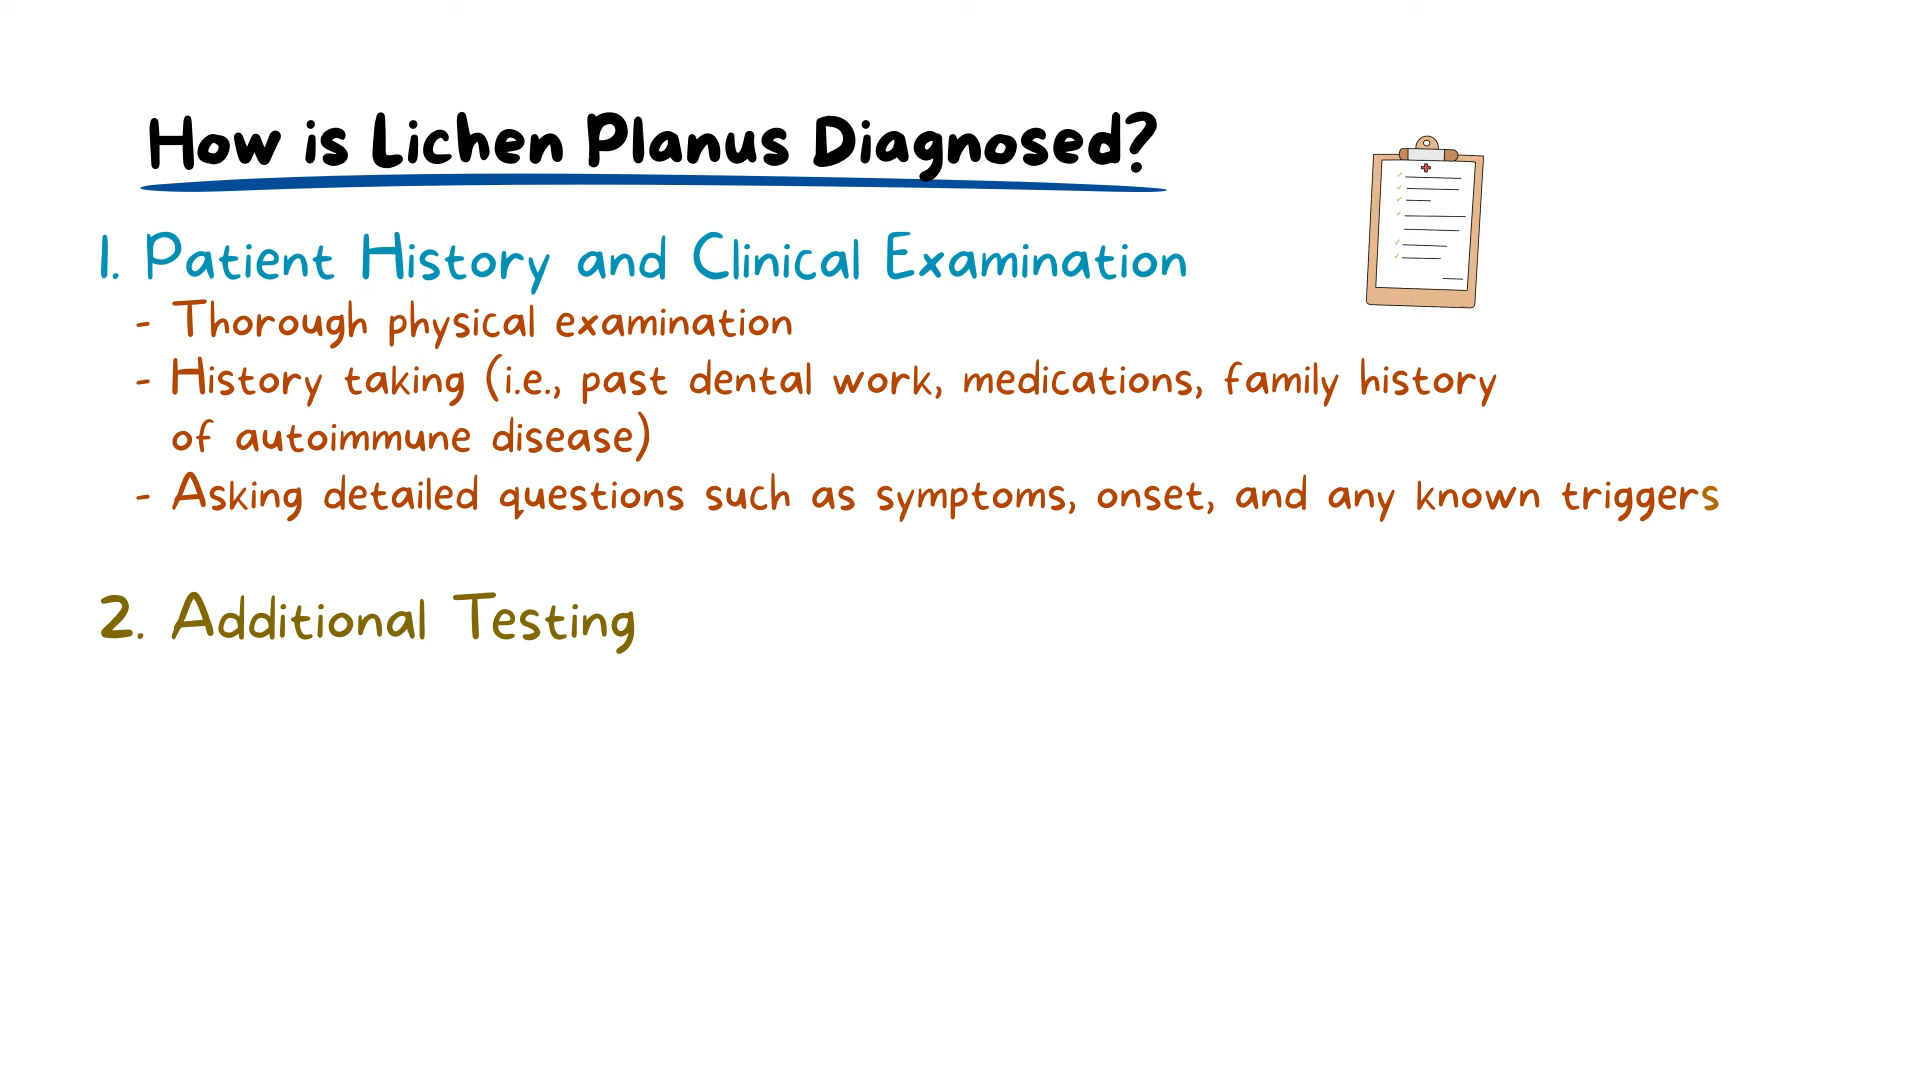 How is Lichen Planus Diagnosed?
1. Patient History and Clinical Examination
- Thorough physical examination
- History taking (i.e., past dental work, medications, family history
of autoimmune disease)
- Asking detailed questions such as symptoms, onset, and any known triggers
2. Additional Testing